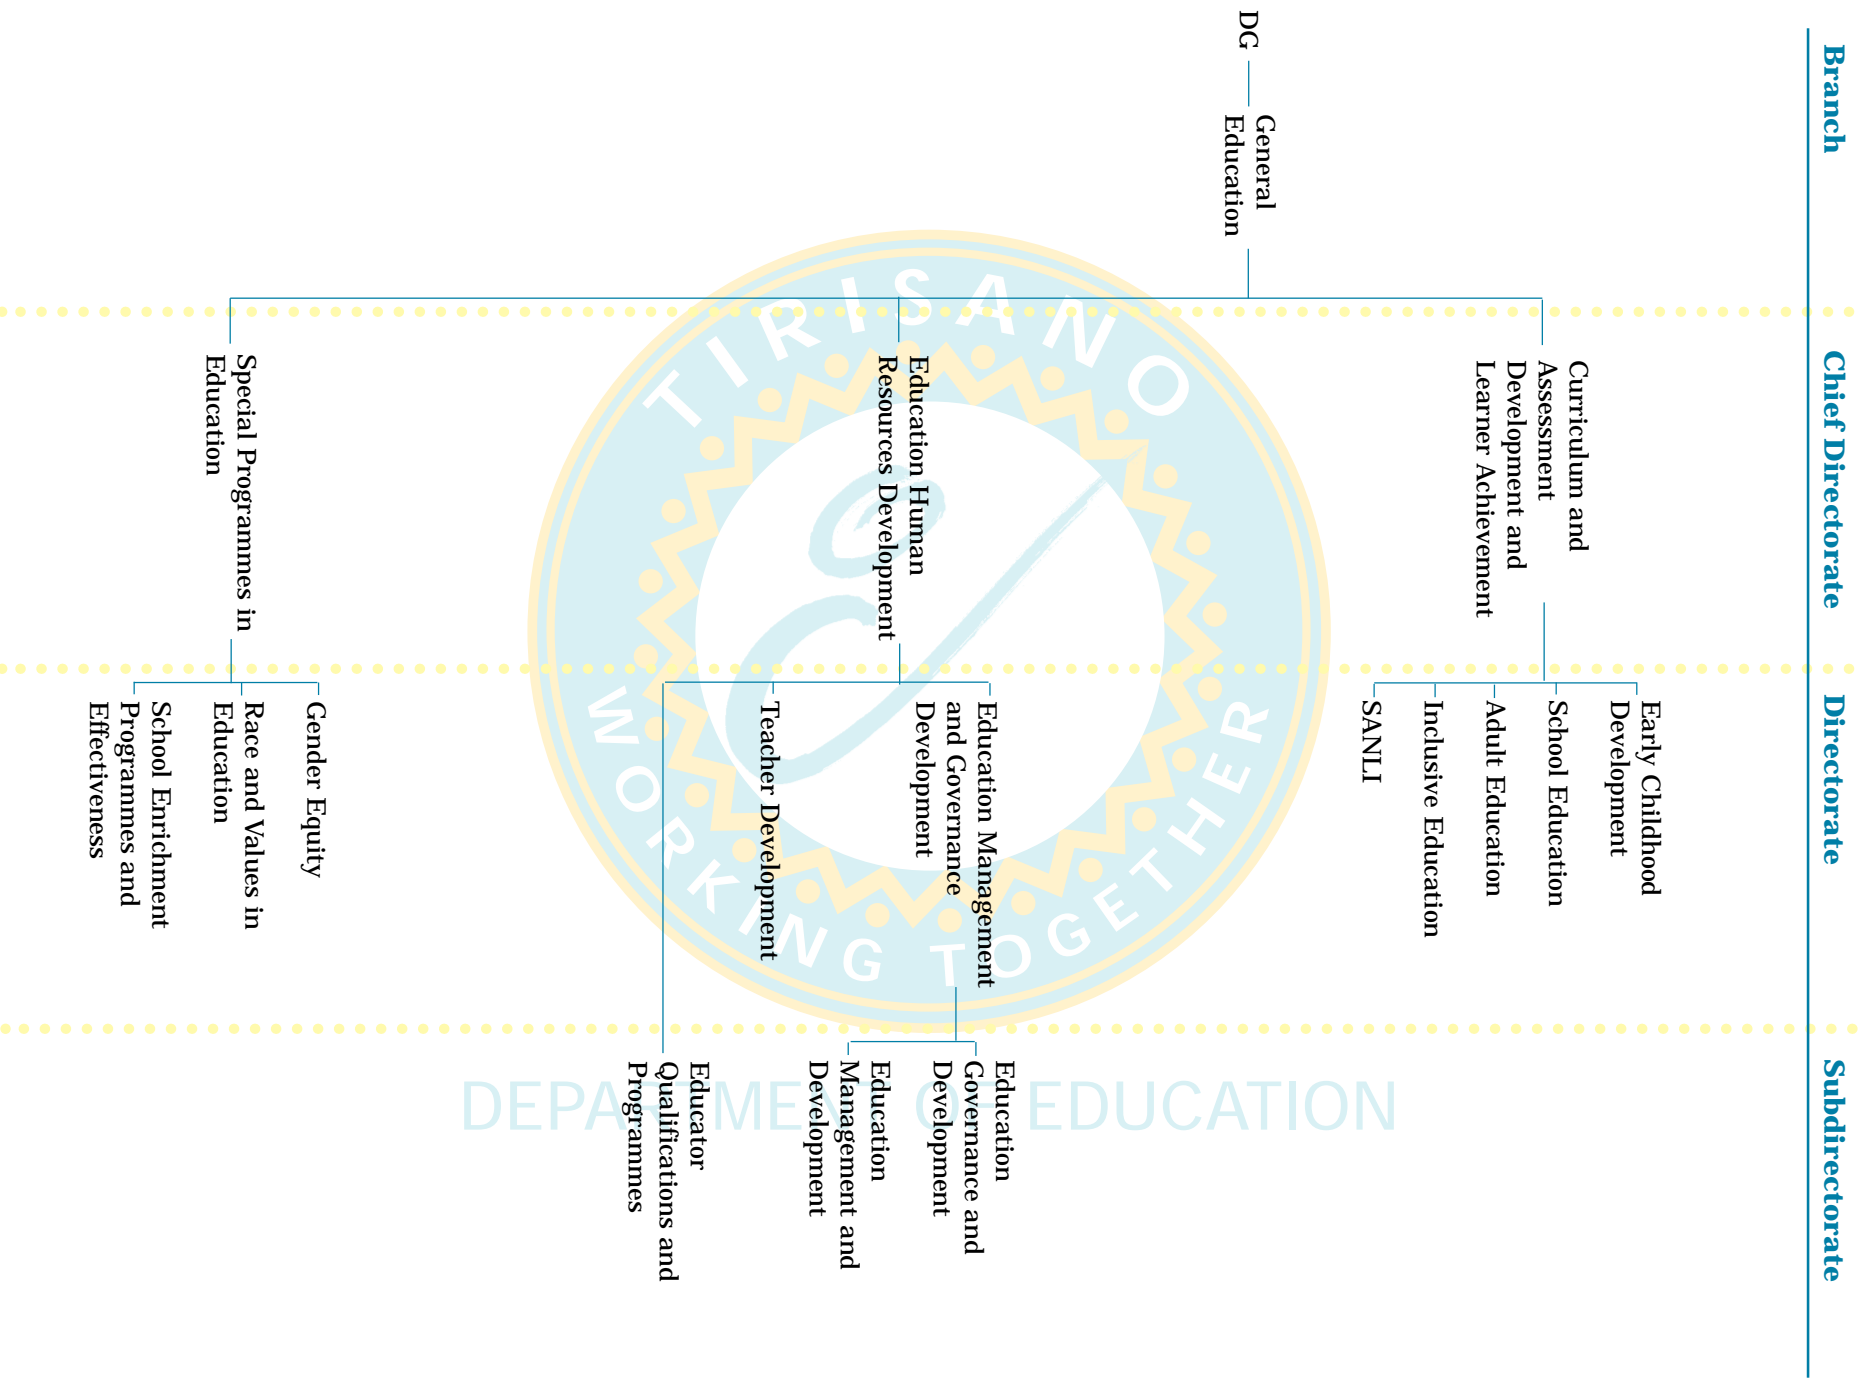 Branch
Chief Directorate
Directorate
Subdirectorate
DG
General
Education
Curriculum and
Assessment
Development and
Learner Achievement
Early Childhood
Development
School Education
Adult Education
Inclusive Education
SANLI
Education Human
Resources Development
Education Management
and Governance
Development
Education
Governance and
Development
Education
Management and
Development
Teacher Development
Educator
Qualifications and
Programmes
Special Programmes in
Education
Gender Equity
Race and Values in
Education
School Enrichment
Programmes and
Effectiveness
TIRISANO
WORKING TOGETHER
DEPARTMENT OF EDUCATION